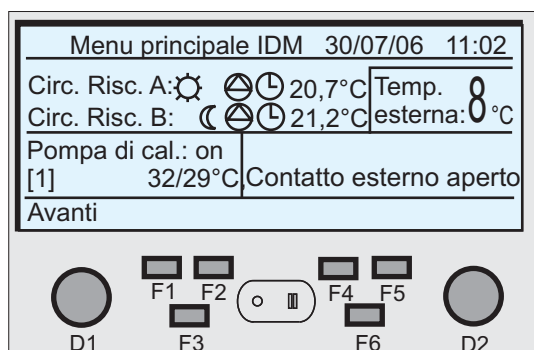 Menu principale IDM 30/07/06 11:02
Circ. Risc. A: 20,7°C Temp. 8
Circ. Risc. B: 21,2°C esterna: °C
Pompa di cal.: on
[1] 32/29°C, Contatto esterno aperto
Avanti
F1 F2 F4 F5
D1 F3 F6 D2